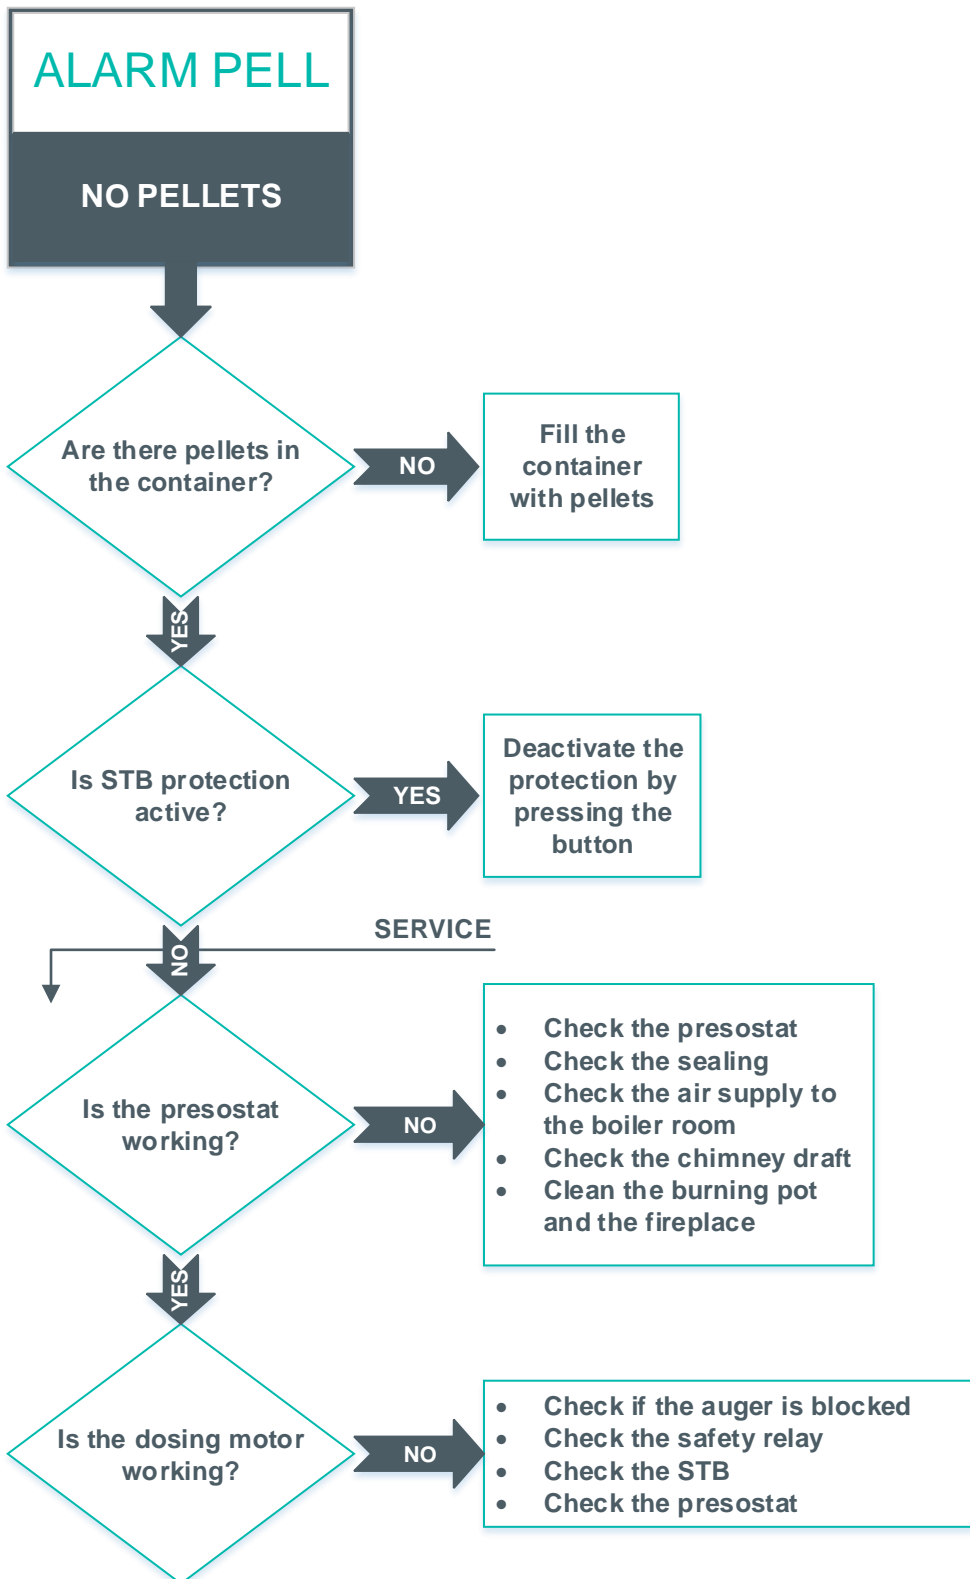 ALARM PELL
NO PELLETS
Are there pellets in
the container?
NO
Fill the
container
with pellets
YES
Is STB protection
active?
YES
Deactivate the
protection by
pressing the
button
SERVICE
NO
Is the presostat
working?
NO
• Check the presostat
• Check the sealing
• Check the air supply to
the boiler room
• Check the chimney draft
• Clean the burning pot
and the fireplace
YES
Is the dosing motor
working?
NO
• Check if the auger is blocked
• Check the safety relay
• Check the STB
• Check the presostat